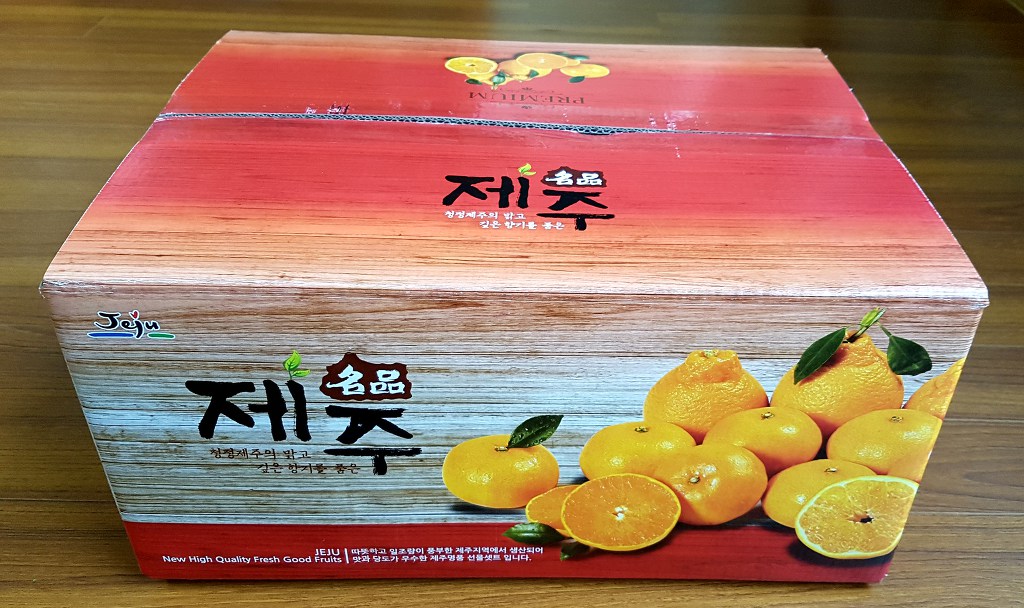 PREMIUM
제주
名品
청정제주의 맑고
깊은 향기를 품은
Jeju
제주
名品
청정제주의 맑고
깊은 향기를 품은
JEJU
New High Quality Fresh Good Fruits
따뜻하고 일조량이 풍부한 제주지역에서 생산되어
맛과 당도가 우수한 제주명품 선물셋트 입니다.